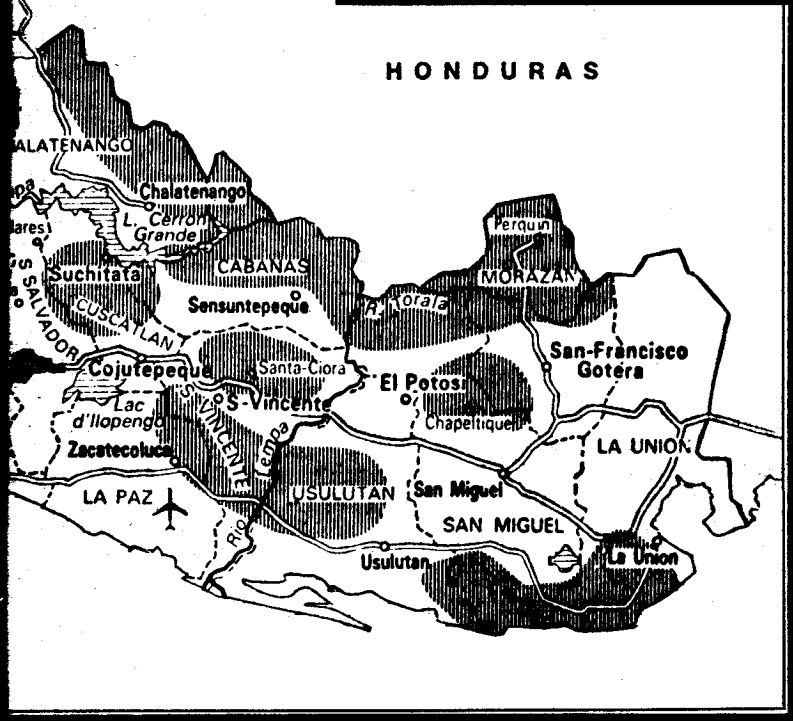 HONDURAS
ALATENANGO
Chalatenango
L. Cerron
Grande
Perquin
MORAZAN
Suchitata
CABANAS
Sensuntepeque
R. Torala
CUSCATLAN
S SALVADOR
Cojutepeque
Santa-Clora
San-Francisco
Gotera
El Potosi
S-Vincente
Chapeltique
Lac
d'Ilopengo
S VINCENTE
Zacatecoluca
Lempa
LA UNION
LA PAZ
USULUTAN
San Miguel
SAN MIGUEL
Rio
Usulutan
La Union